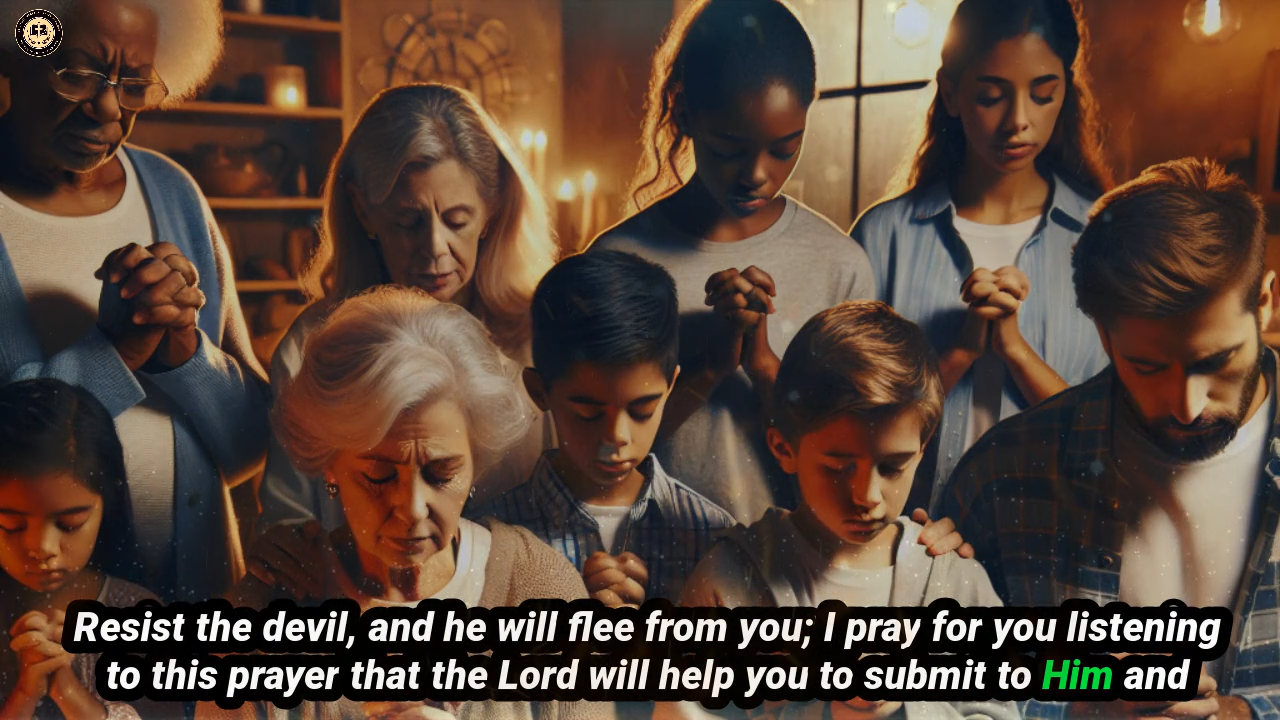 Resist the devil, and he will flee from you; I pray for you listening
to this prayer that the Lord will help you to submit to Him and